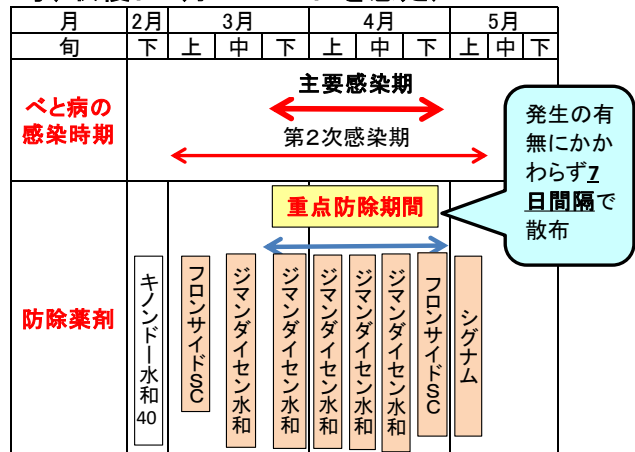 月 2月 3月 4月 5月
旬 下 上 中 下 上 中 下 上 中 下
べと病の
感染時期
主要感染期
第2次感染期
発生の有
無にかか
わらず7
日間隔で
散布
重点防除期間
防除薬剤
キノンドー水和40
フロンサイドSC
ジマンダイセン水和
ジマンダイセン水和
ジマンダイセン水和
ジマンダイセン水和
ジマンダイセン水和
フロンサイドSC
シグナム